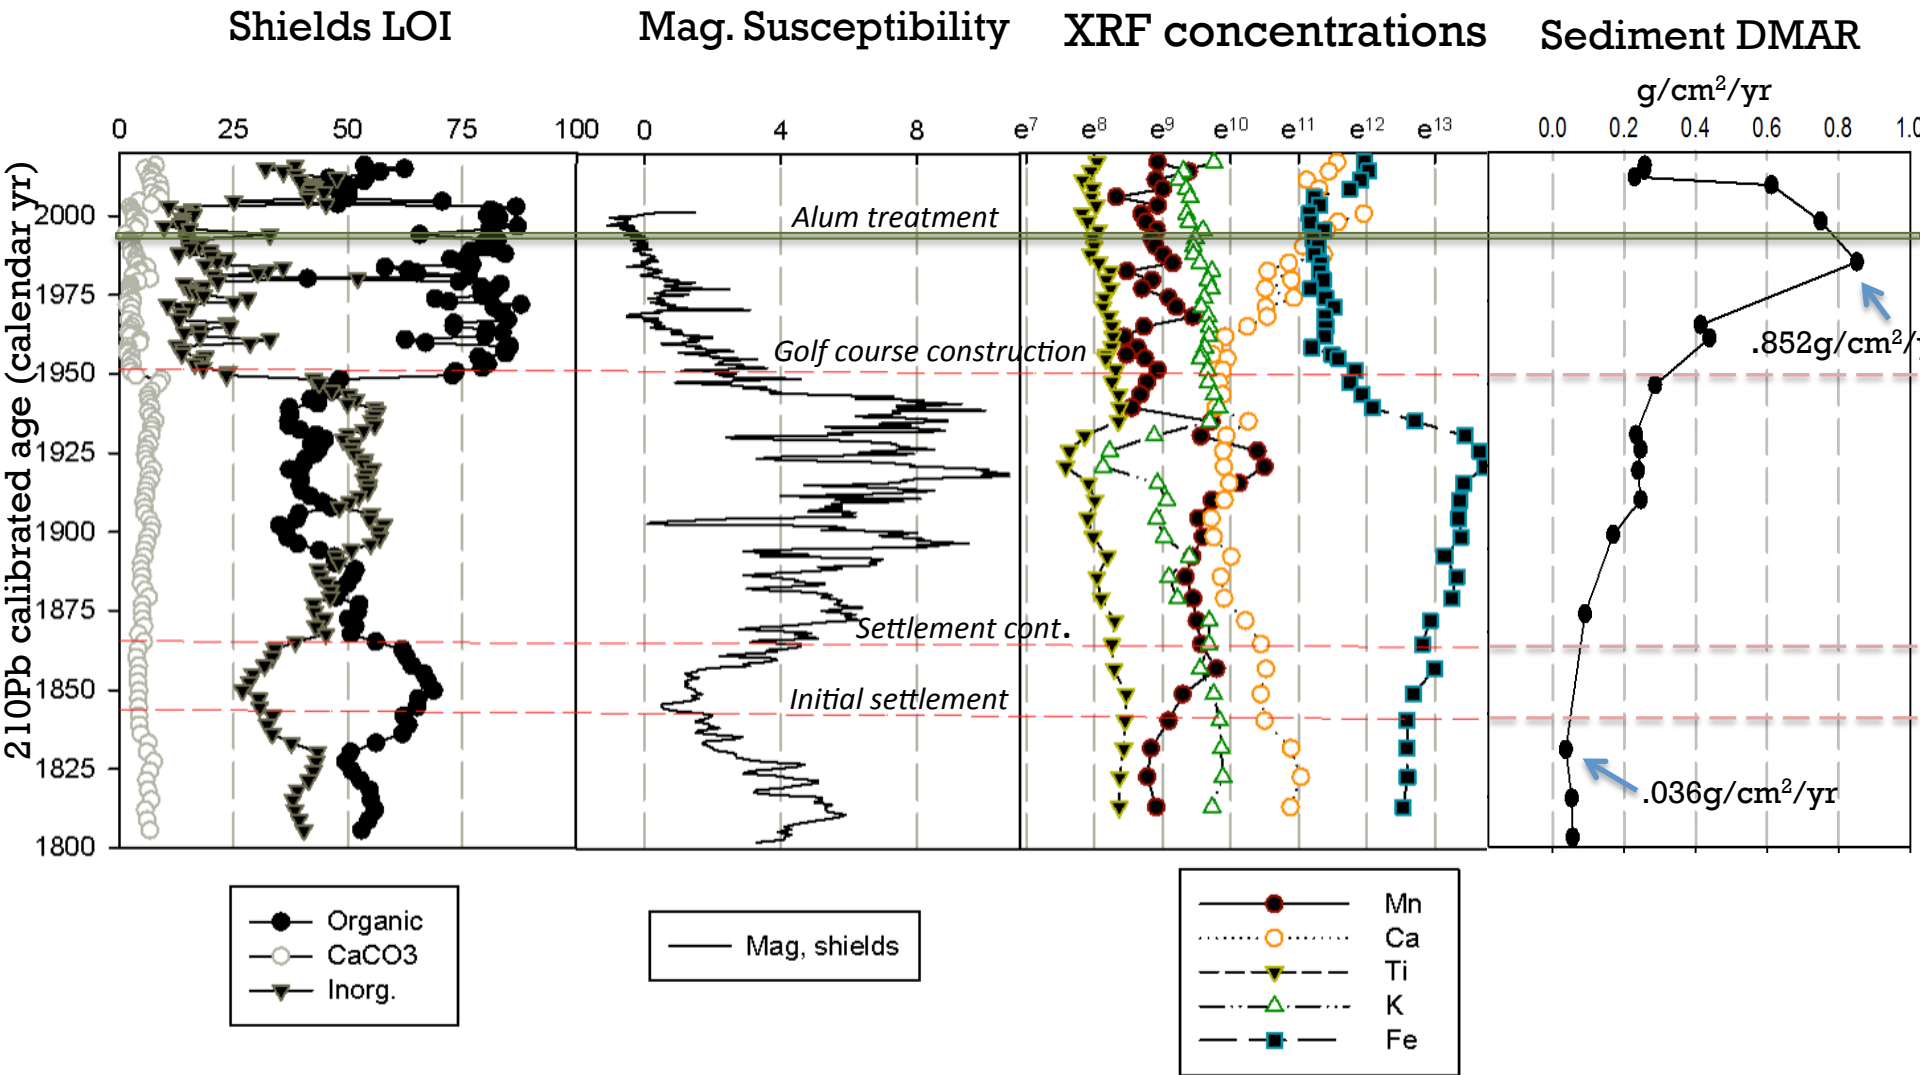 Shields LOI
Mag. Susceptibility
XRF concentrations
Sediment DMAR
g/cm²/yr
0 25 50 75 100
0 4 8
e⁷ e⁸ e⁹ e¹⁰ e¹¹ e¹² e¹³
0.0 0.2 0.4 0.6 0.8 1.0
210Pb calibrated age (calendar yr)
2000
1975
1950
1925
1900
1875
1850
1825
1800
Alum treatment
Golf course construction
Settlement cont.
Initial settlement
.852g/cm²/y
.036g/cm²/yr
Organic
CaCO3
Inorg.
Mag, shields
Mn
Ca
Ti
K
Fe